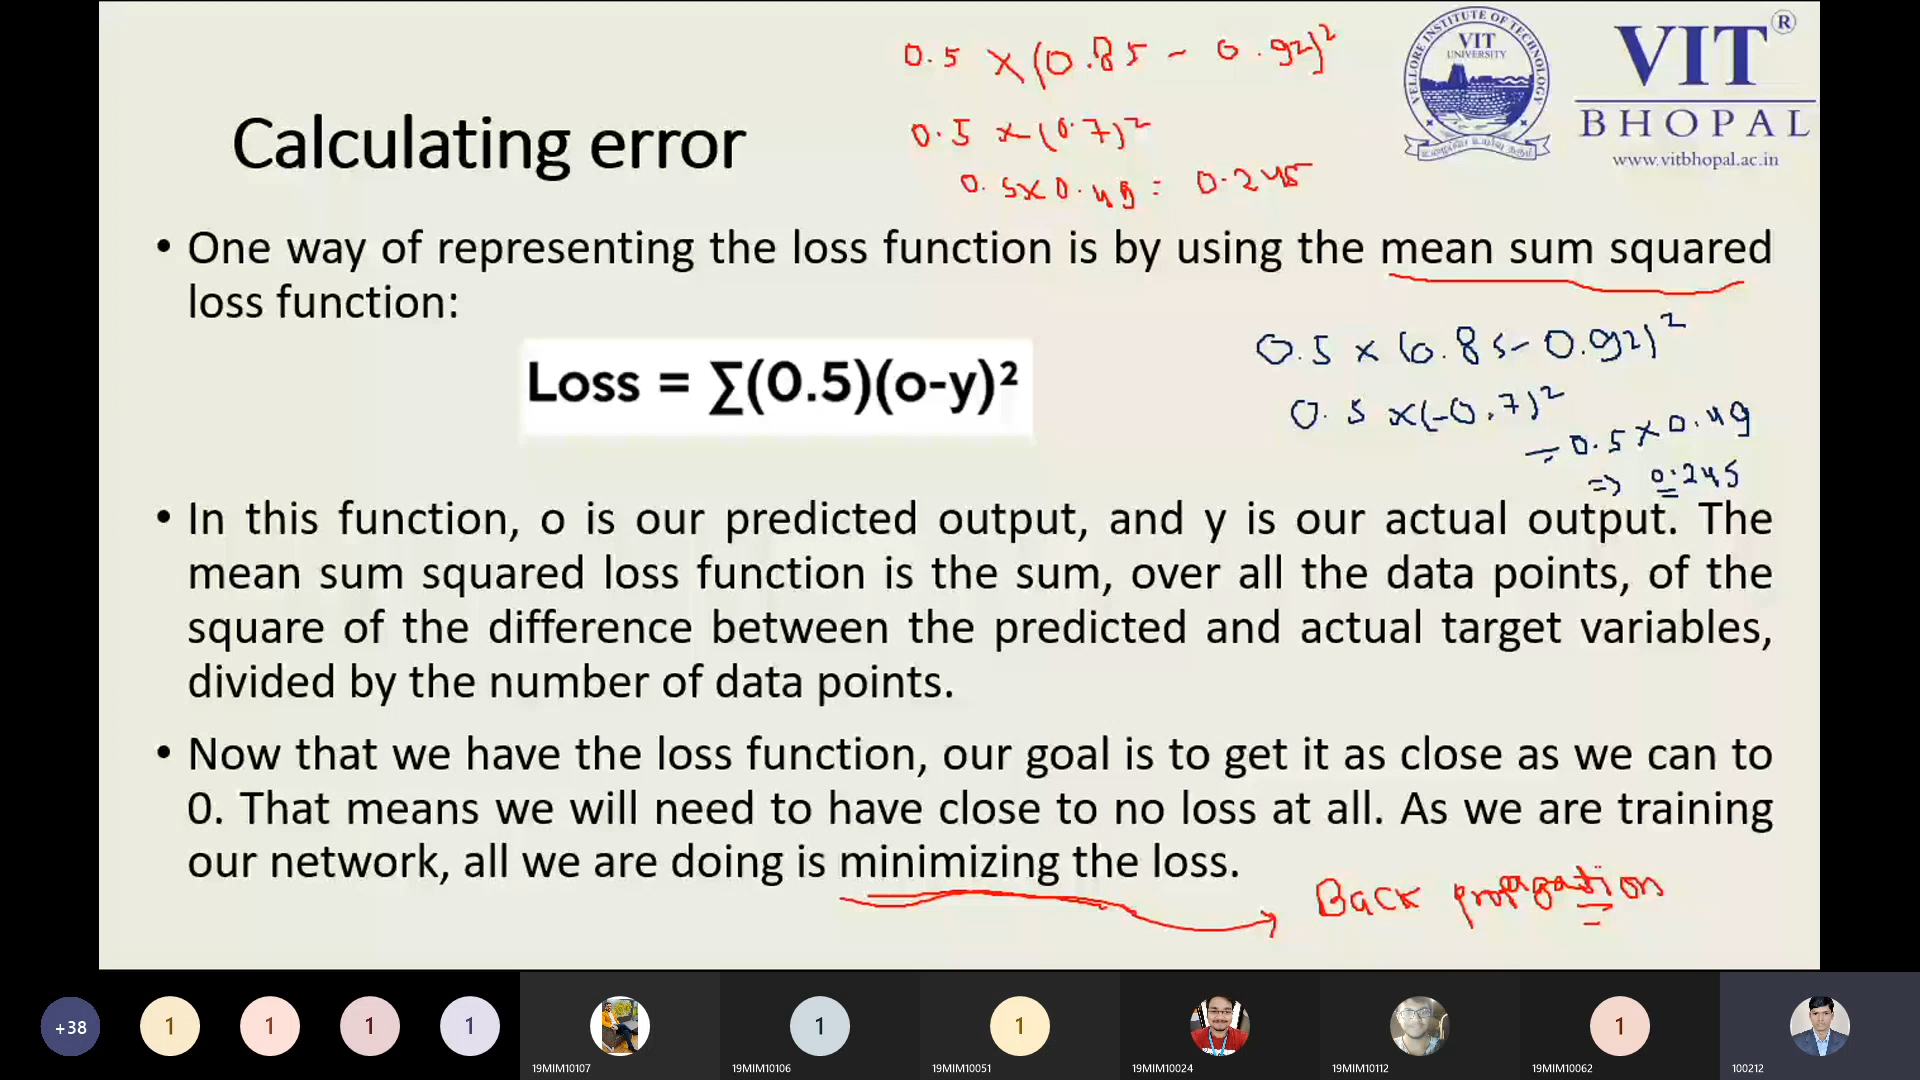 0.5 × (0.85 - 0.92)²
0.5 × (0.7)²
0.5 × 0.49 = 0.245
VELLORE INSTITUTE OF TECHNOLOGY
VIT
UNIVERSITY
VIT®
BHOPAL
www.vitbhopal.ac.in
Calculating error
• One way of representing the loss function is by using the mean sum squared
loss function:
Loss = ∑(0.5)(o-y)²
0.5 × (0.85 - 0.92)²
0.5 × (-0.7)²
= 0.5 × 0.49
=> 0.245
• In this function, o is our predicted output, and y is our actual output. The
mean sum squared loss function is the sum, over all the data points, of the
square of the difference between the predicted and actual target variables,
divided by the number of data points.
• Now that we have the loss function, our goal is to get it as close as we can to
0. That means we will need to have close to no loss at all. As we are training
our network, all we are doing is minimizing the loss.
Back propagation
+38
1
1
1
1
1
1
1
19MIM10107
19MIM10106
19MIM10051
19MIM10024
19MIM10112
19MIM10062
100212